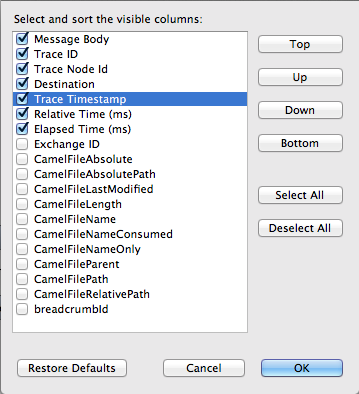 Select and sort the visible columns:
Message Body
Trace ID
Trace Node Id
Destination
Trace Timestamp
Relative Time (ms)
Elapsed Time (ms)
Exchange ID
CamelFileAbsolute
CamelFileAbsolutePath
CamelFileLastModified
CamelFileLength
CamelFileName
CamelFileNameConsumed
CamelFileNameOnly
CamelFileParent
CamelFilePath
CamelFileRelativePath
breadcrumbId
Top
Up
Down
Bottom
Select All
Deselect All
Restore Defaults
Cancel
OK